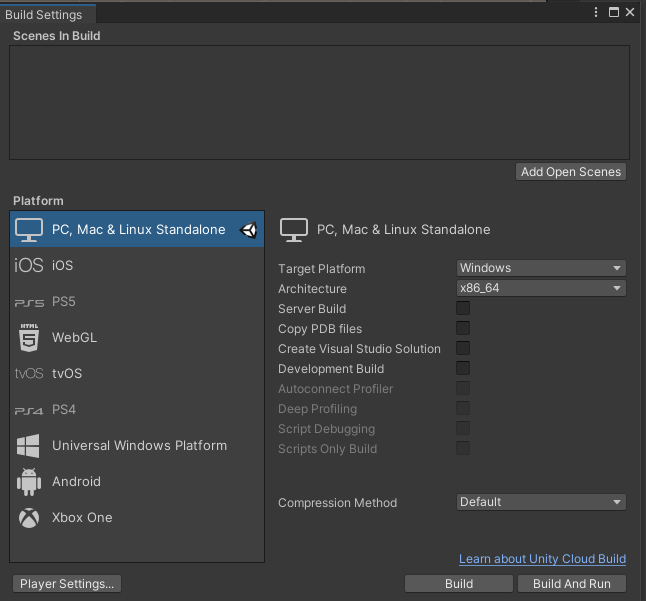 Build Settings
Scenes In Build
Add Open Scenes
Platform
PC, Mac & Linux Standalone
iOS iOS
PS5 PS5
HTML 5 WebGL
tvOS tvOS
PS4 PS4
Universal Windows Platform
Android
Xbox One
PC, Mac & Linux Standalone
Target Platform Windows
Architecture x86_64
Server Build
Copy PDB files
Create Visual Studio Solution
Development Build
Autoconnect Profiler
Deep Profiling
Script Debugging
Scripts Only Build
Compression Method Default
Learn about Unity Cloud Build
Player Settings... Build Build And Run